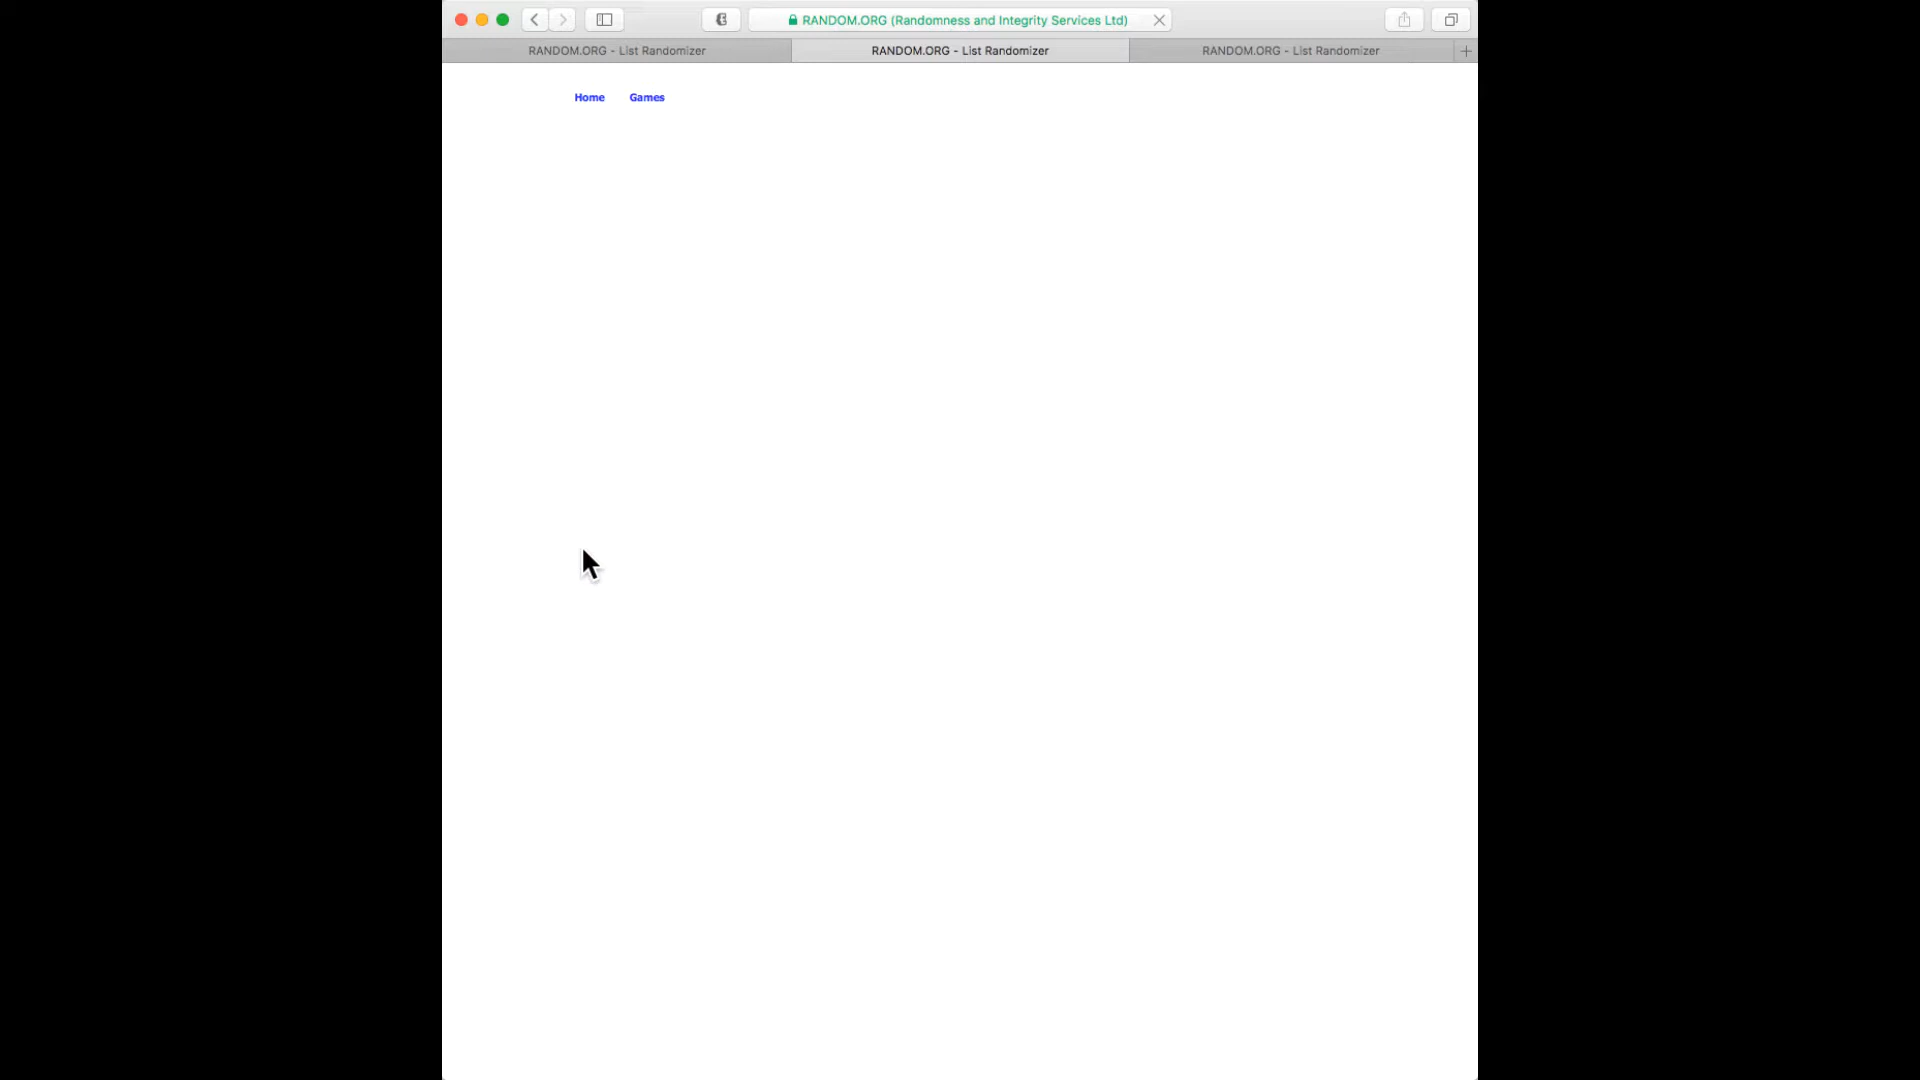 RANDOM.ORG (Randomness and Integrity Services Ltd)
RANDOM.ORG - List Randomizer
RANDOM.ORG - List Randomizer
RANDOM.ORG - List Randomizer
Home Games